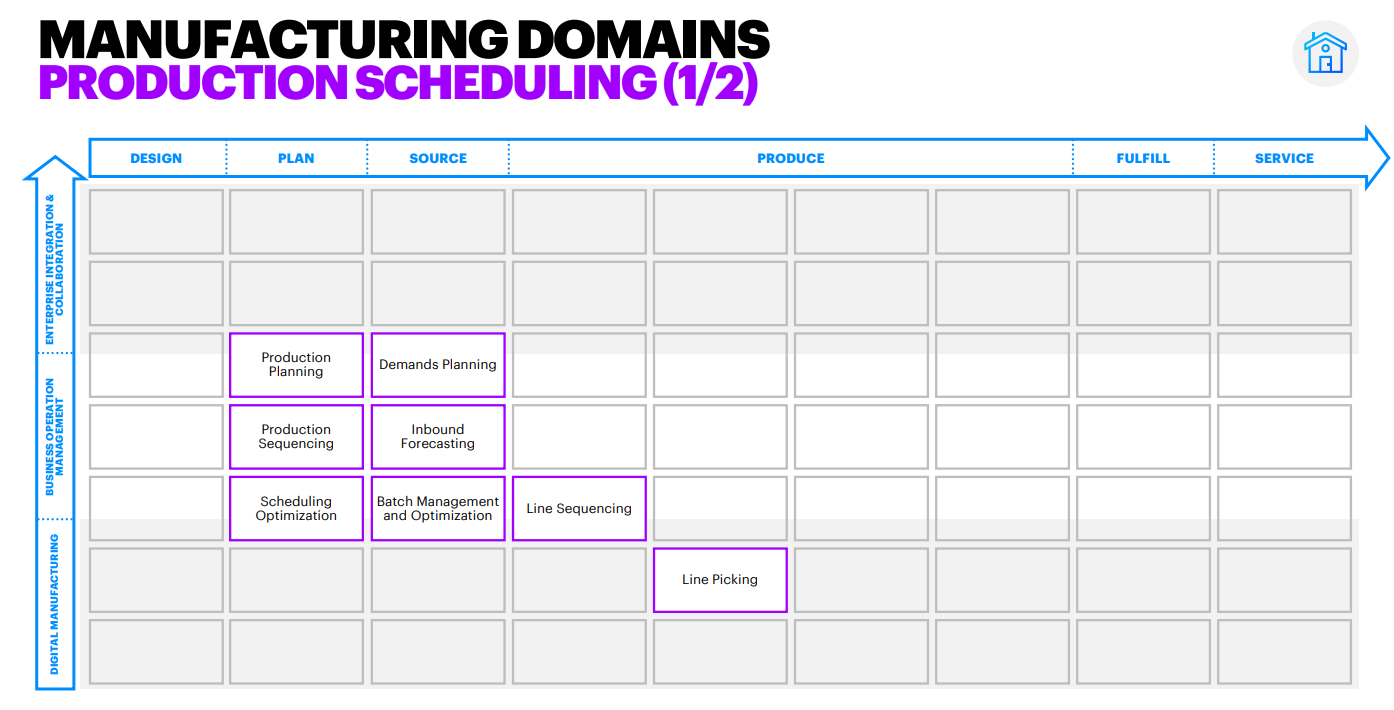 MANUFACTURING DOMAINS
PRODUCTION SCHEDULING (1/2)
DESIGN
PLAN
SOURCE
PRODUCE
FULFILL
SERVICE
ENTERPRISE INTEGRATION &
COLLABORATION
Production
Planning
Demands Planning
BUSINESS OPERATION
MANAGEMENT
Production
Sequencing
Inbound
Forecasting
Scheduling
Optimization
Batch Management
and Optimization
Line Sequencing
DIGITAL MANUFACTURING
Line Picking